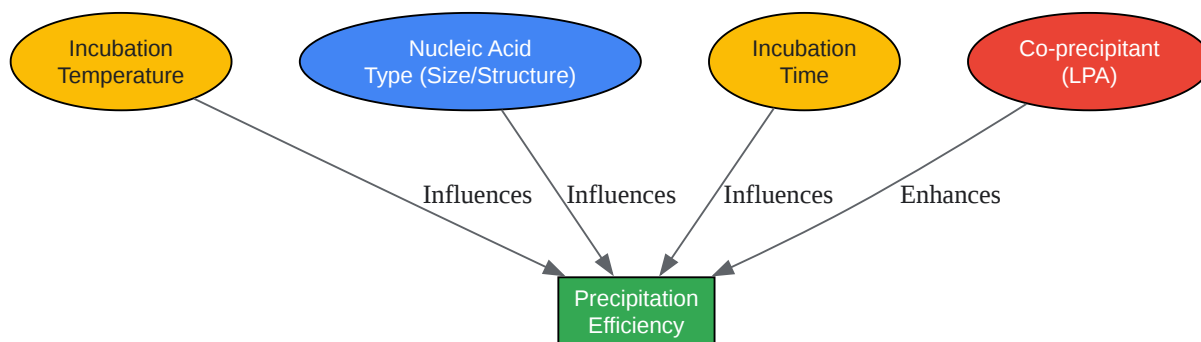 Incubation
Temperature
Nucleic Acid
Type (Size/Structure)
Incubation
Time
Co-precipitant
(LPA)
Influences
Influences
Influences
Enhances
Precipitation
Efficiency